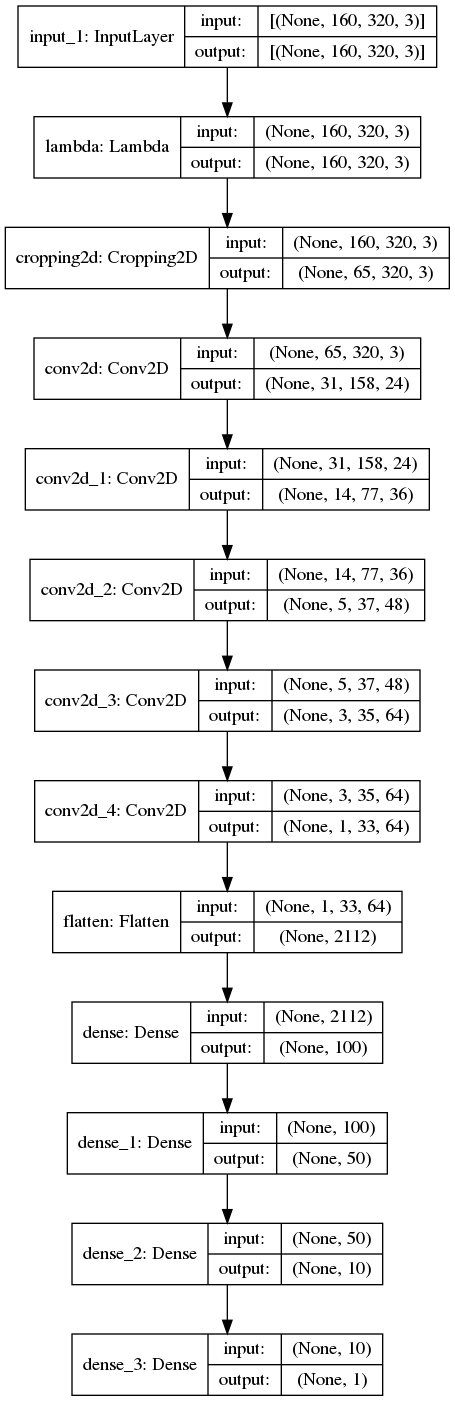 input_1: InputLayer
input: [(None, 160, 320, 3)]
output: [(None, 160, 320, 3)]
lambda: Lambda
input: (None, 160, 320, 3)
output: (None, 160, 320, 3)
cropping2d: Cropping2D
input: (None, 160, 320, 3)
output: (None, 65, 320, 3)
conv2d: Conv2D
input: (None, 65, 320, 3)
output: (None, 31, 158, 24)
conv2d_1: Conv2D
input: (None, 31, 158, 24)
output: (None, 14, 77, 36)
conv2d_2: Conv2D
input: (None, 14, 77, 36)
output: (None, 5, 37, 48)
conv2d_3: Conv2D
input: (None, 5, 37, 48)
output: (None, 3, 35, 64)
conv2d_4: Conv2D
input: (None, 3, 35, 64)
output: (None, 1, 33, 64)
flatten: Flatten
input: (None, 1, 33, 64)
output: (None, 2112)
dense: Dense
input: (None, 2112)
output: (None, 100)
dense_1: Dense
input: (None, 100)
output: (None, 50)
dense_2: Dense
input: (None, 50)
output: (None, 10)
dense_3: Dense
input: (None, 10)
output: (None, 1)